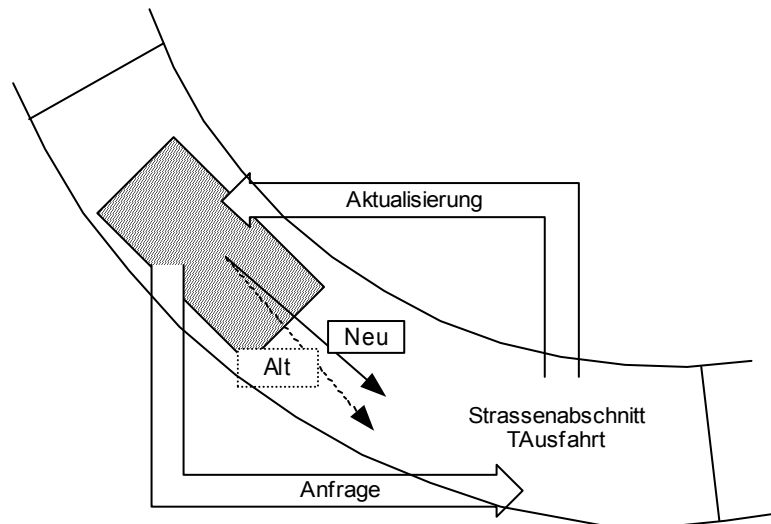 Aktualisierung
Neu
Alt
Strassenabschnitt
TAusfahrt
Anfrage